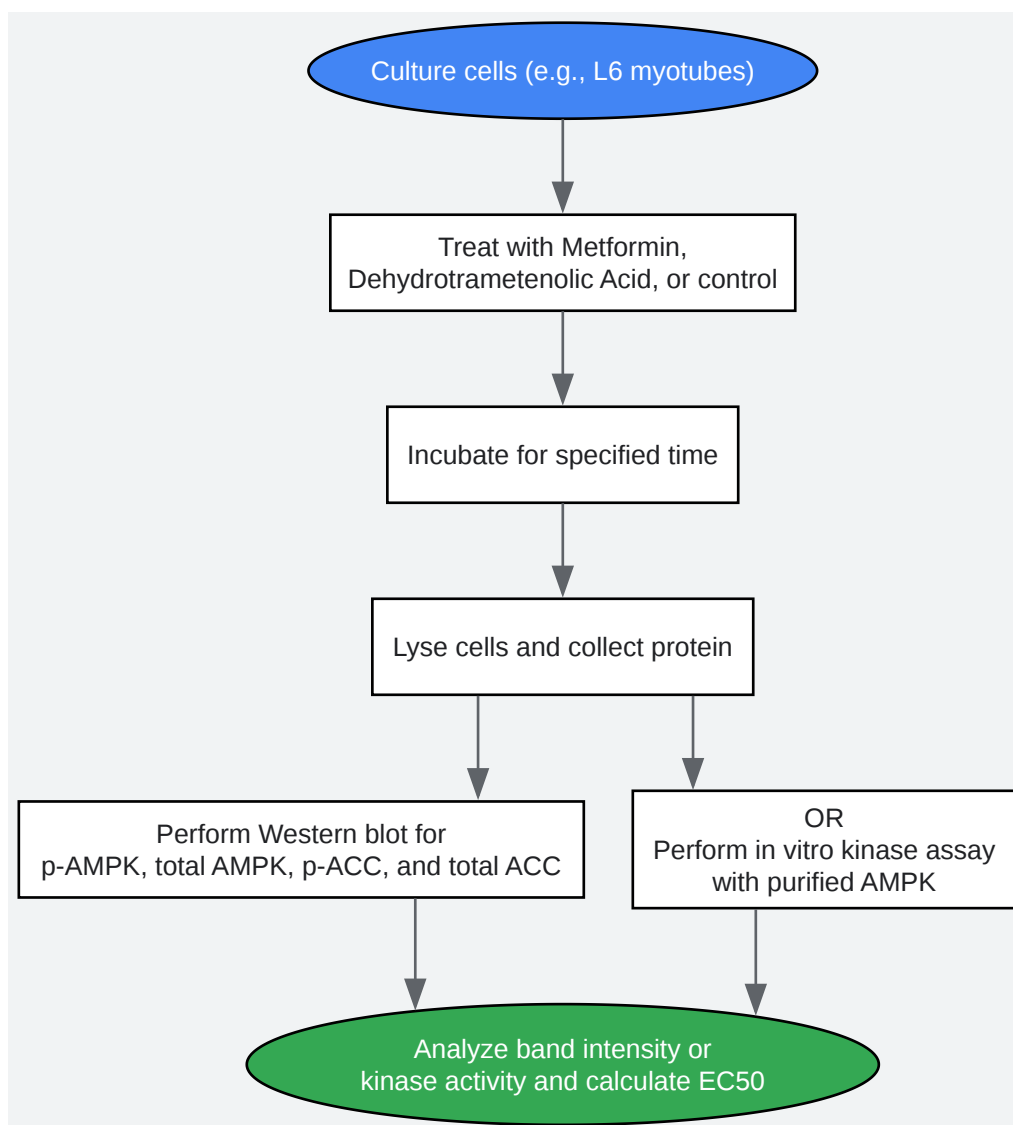 Culture cells (e.g., L6 myotubes)
Treat with Metformin,
Dehydrotrametenolic Acid, or control
Incubate for specified time
Lyse cells and collect protein
Perform Western blot for
p-AMPK, total AMPK, p-ACC, and total ACC
OR
Perform in vitro kinase assay
with purified AMPK
Analyze band intensity or
kinase activity and calculate EC50